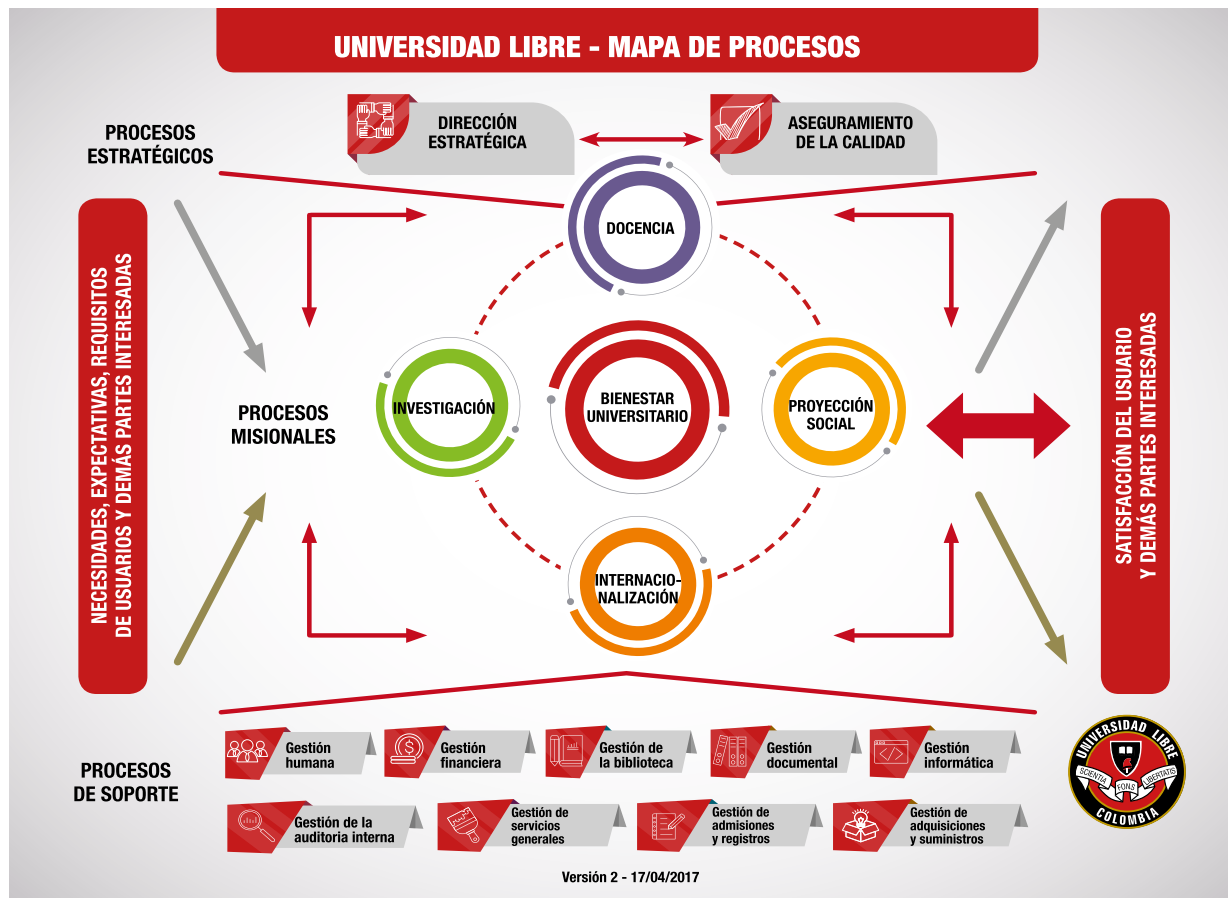 UNIVERSIDAD LIBRE - MAPA DE PROCESOS
PROCESOS
ESTRATÉGICOS
DIRECCIÓN
ESTRATÉGICA
ASEGURAMIENTO
DE LA CALIDAD
NECESIDADES, EXPECTATIVAS, REQUISITOS
DE USUARIOS Y DEMÁS PARTES INTERESADAS
PROCESOS
MISIONALES
DOCENCIA
INVESTIGACIÓN
BIENESTAR
UNIVERSITARIO
PROYECCIÓN
SOCIAL
INTERNACIO-
NALIZACIÓN
SATISFACCIÓN DEL USUARIO
Y DEMÁS PARTES INTERESADAS
PROCESOS
DE SOPORTE
Gestión
humana
Gestión
financiera
Gestión de
la biblioteca
Gestión
documental
Gestión
informática
Gestión de la
auditoria interna
Gestión de
servicios
generales
Gestión de
admisiones
y registros
Gestión de
adquisiciones
y suministros
UNIVERSIDAD LIBRE
SCIENTIA
FONS
LIBERTATIS
COLOMBIA
Versión 2 - 17/04/2017